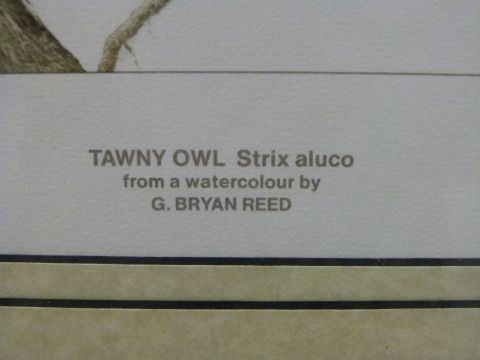 TAWNY OWL Strix aluco
from a watercolour by
G. BRYAN REED